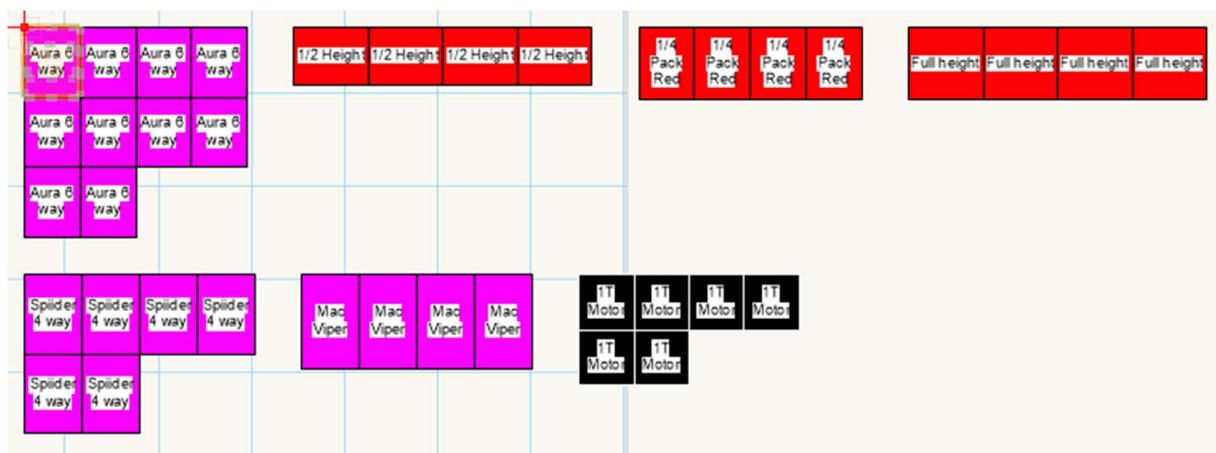 Aura 6 way
Aura 6 way
Aura 6 way
Aura 6 way
1/2 Height
1/2 Height
1/2 Height
1/2 Height
1/4 Pack Red
1/4 Pack Red
1/4 Pack Red
1/4 Pack Red
Full height
Full height
Full height
Full height
Aura 6 way
Aura 6 way
Aura 6 way
Aura 6 way
Aura 6 way
Aura 6 way
Spiider 4 way
Spiider 4 way
Spiider 4 way
Spiider 4 way
Mac Viper
Mac Viper
Mac Viper
Mac Viper
1T Motor
1T Motor
1T Motor
1T Motor
Spiider 4 way
Spiider 4 way
1T Motor
1T Motor